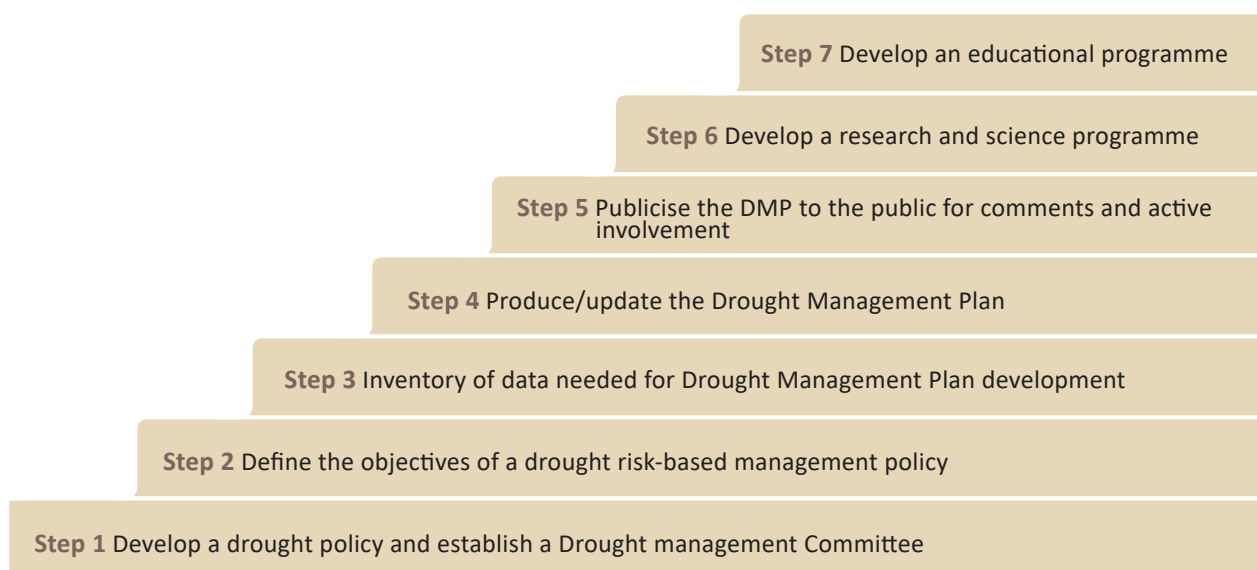 Step 7 Develop an educational programme
Step 6 Develop a research and science programme
Step 5 Publicise the DMP to the public for comments and active
involvement
Step 4 Produce/update the Drought Management Plan
Step 3 Inventory of data needed for Drought Management Plan development
Step 2 Define the objectives of a drought risk-based management policy
Step 1 Develop a drought policy and establish a Drought management Committee